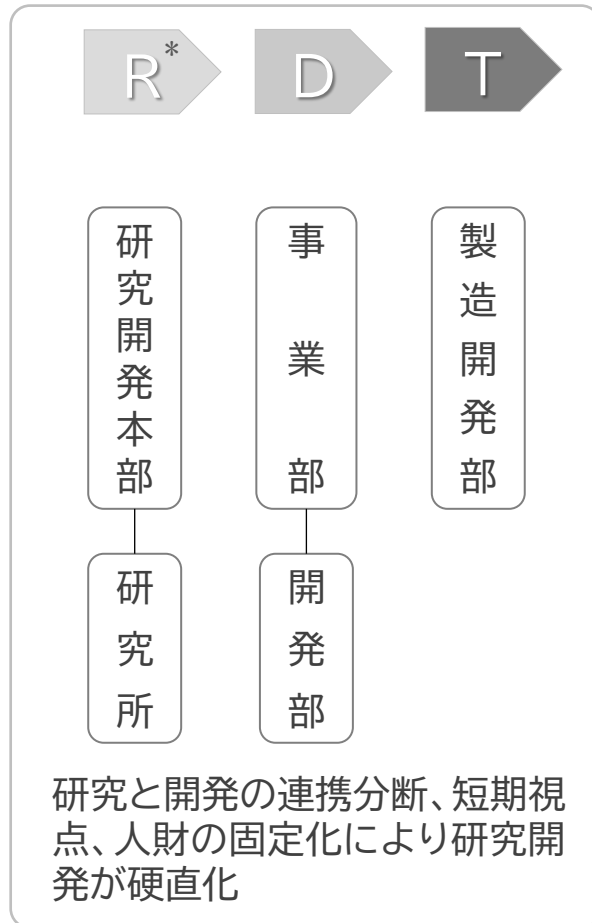 R*
D
T
研究開発本部
事業部
製造開発部
研究所
開発部
研究と開発の連携分断、短期視
点、人財の固定化により研究開
発が硬直化